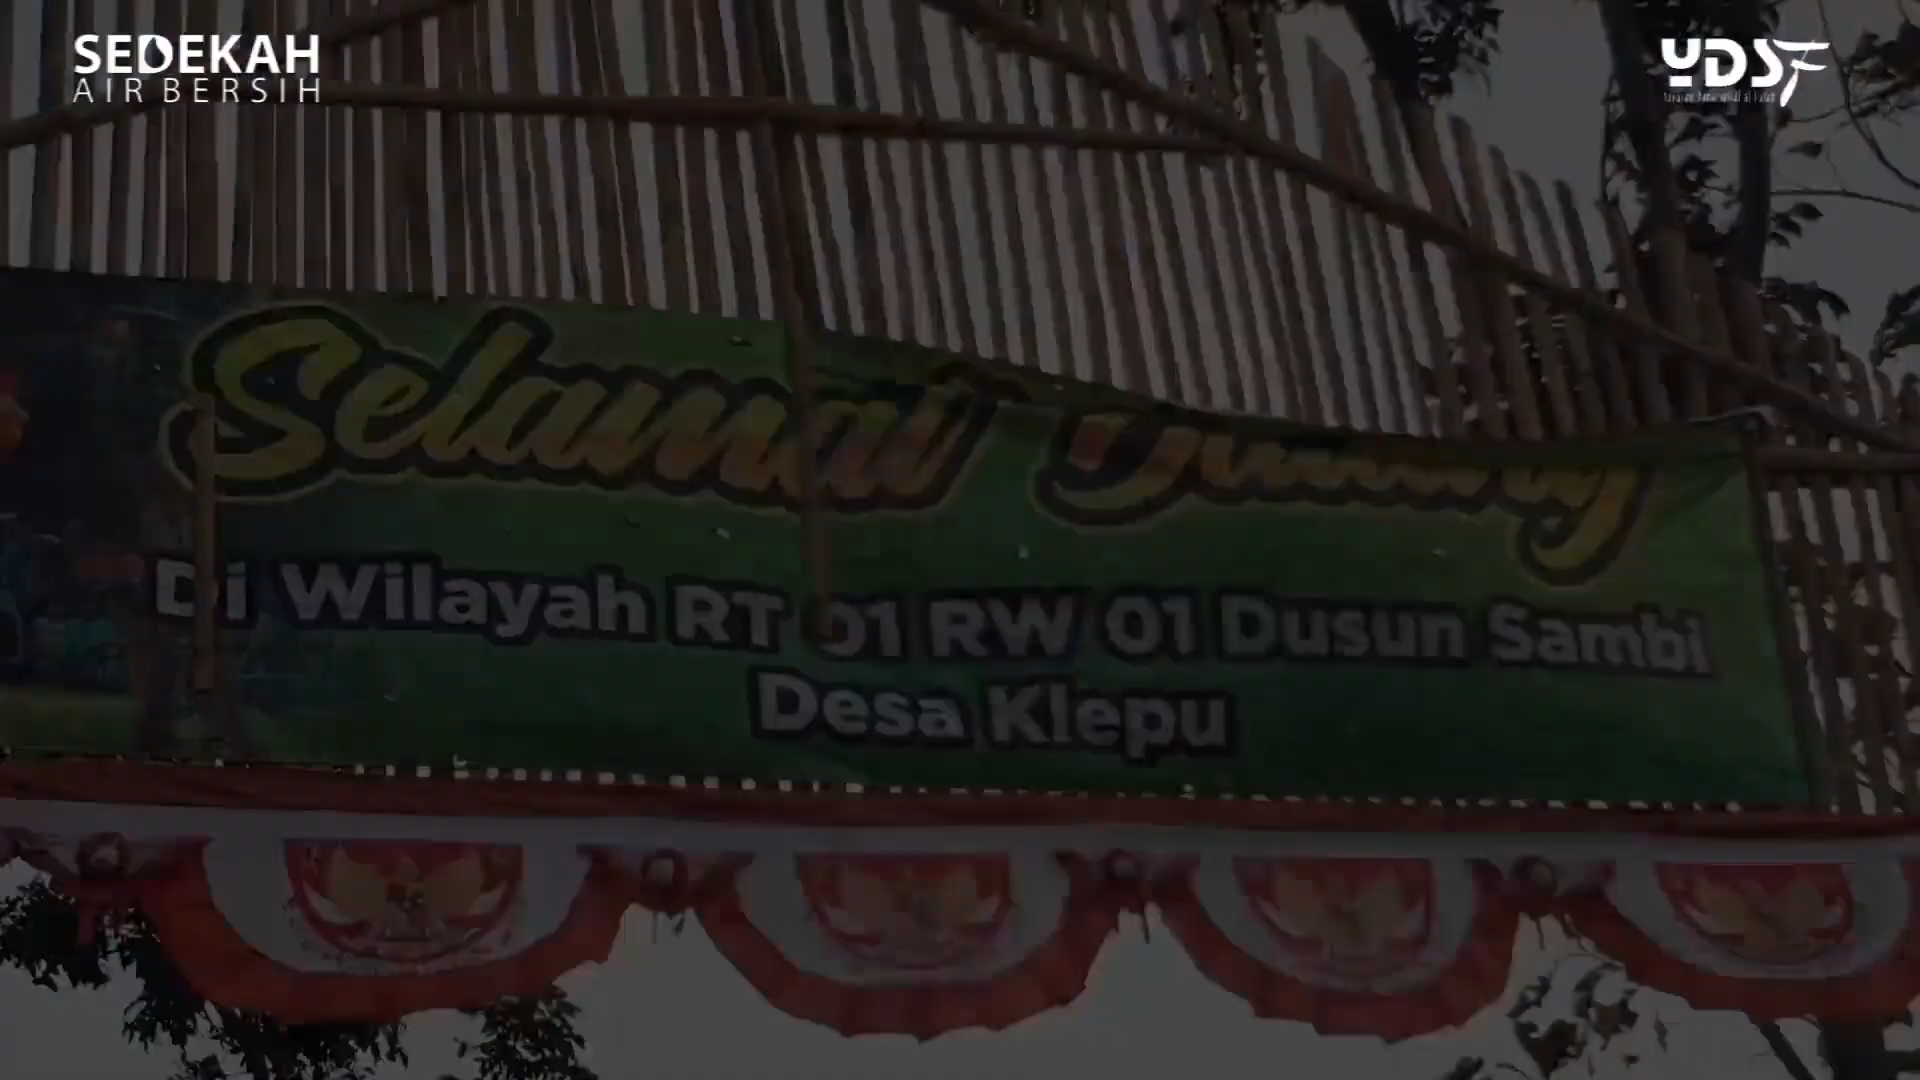 SEDEKAH
AIR BERSIH
YDSF
Selamat Datang
Di Wilayah RT 01 RW 01 Dusun Sambi
Desa Klepu